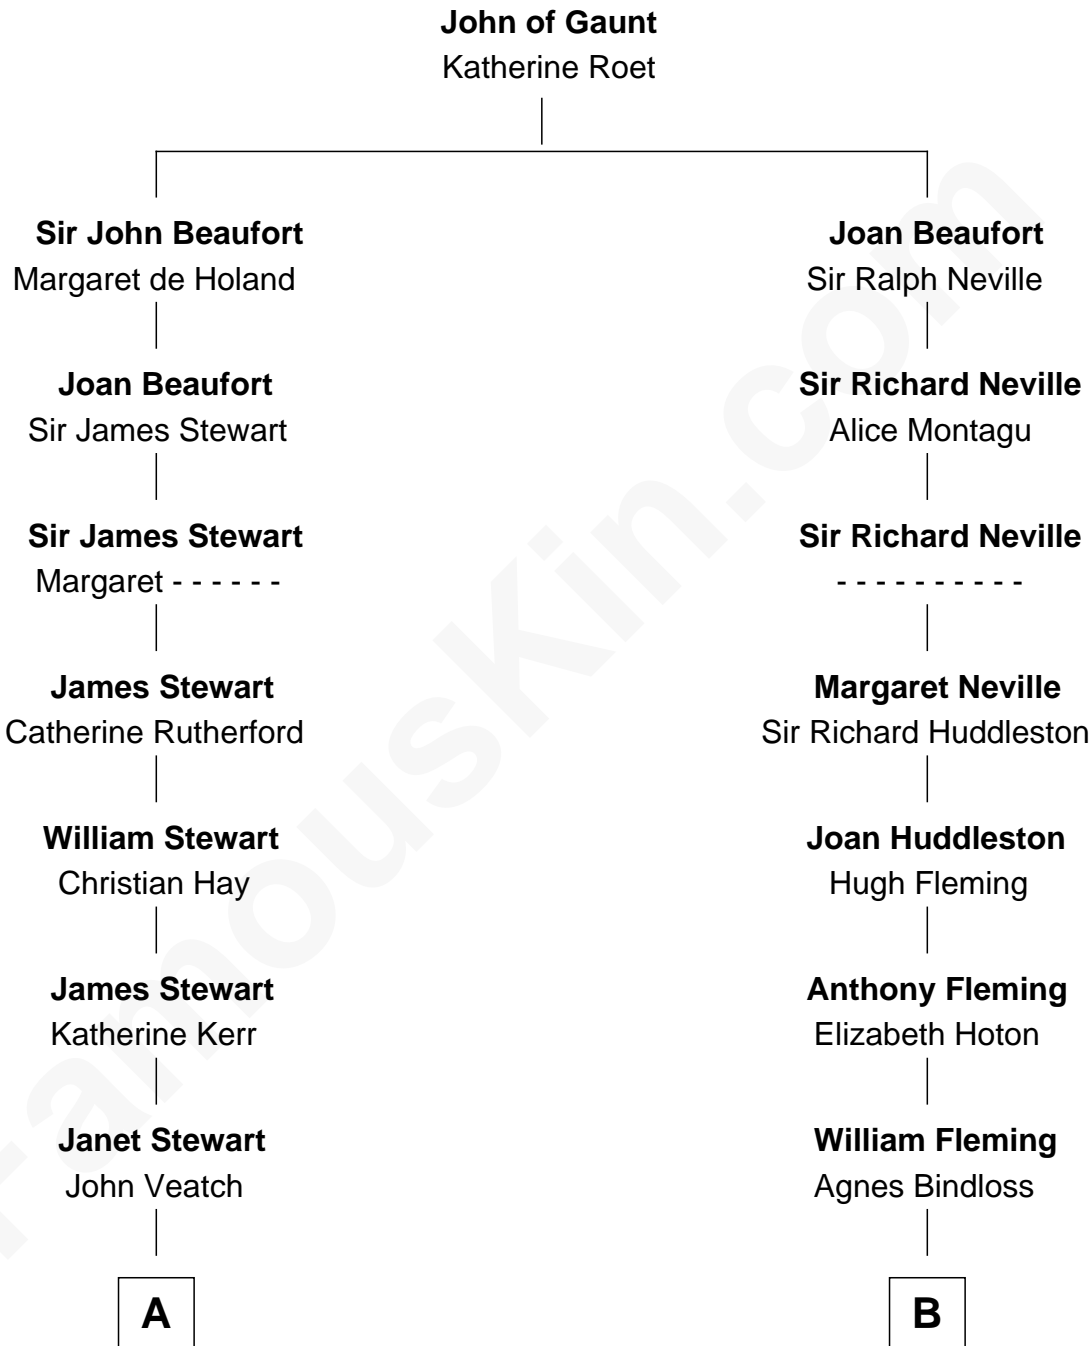 John of Gaunt
Katherine Roet
Sir John Beaufort
Margaret de Holand
Joan Beaufort
Sir James Stewart
Sir James Stewart
Margaret - - - - - -
James Stewart
Catherine Rutherford
William Stewart
Christian Hay
James Stewart
Katherine Kerr
Janet Stewart
John Veatch
A
Joan Beaufort
Sir Ralph Neville
Sir Richard Neville
Alice Montagu
Sir Richard Neville
- - - - - - - - - -
Margaret Neville
Sir Richard Huddleston
Joan Huddleston
Hugh Fleming
Anthony Fleming
Elizabeth Hoton
William Fleming
Agnes Bindloss
B
FamousKin.com